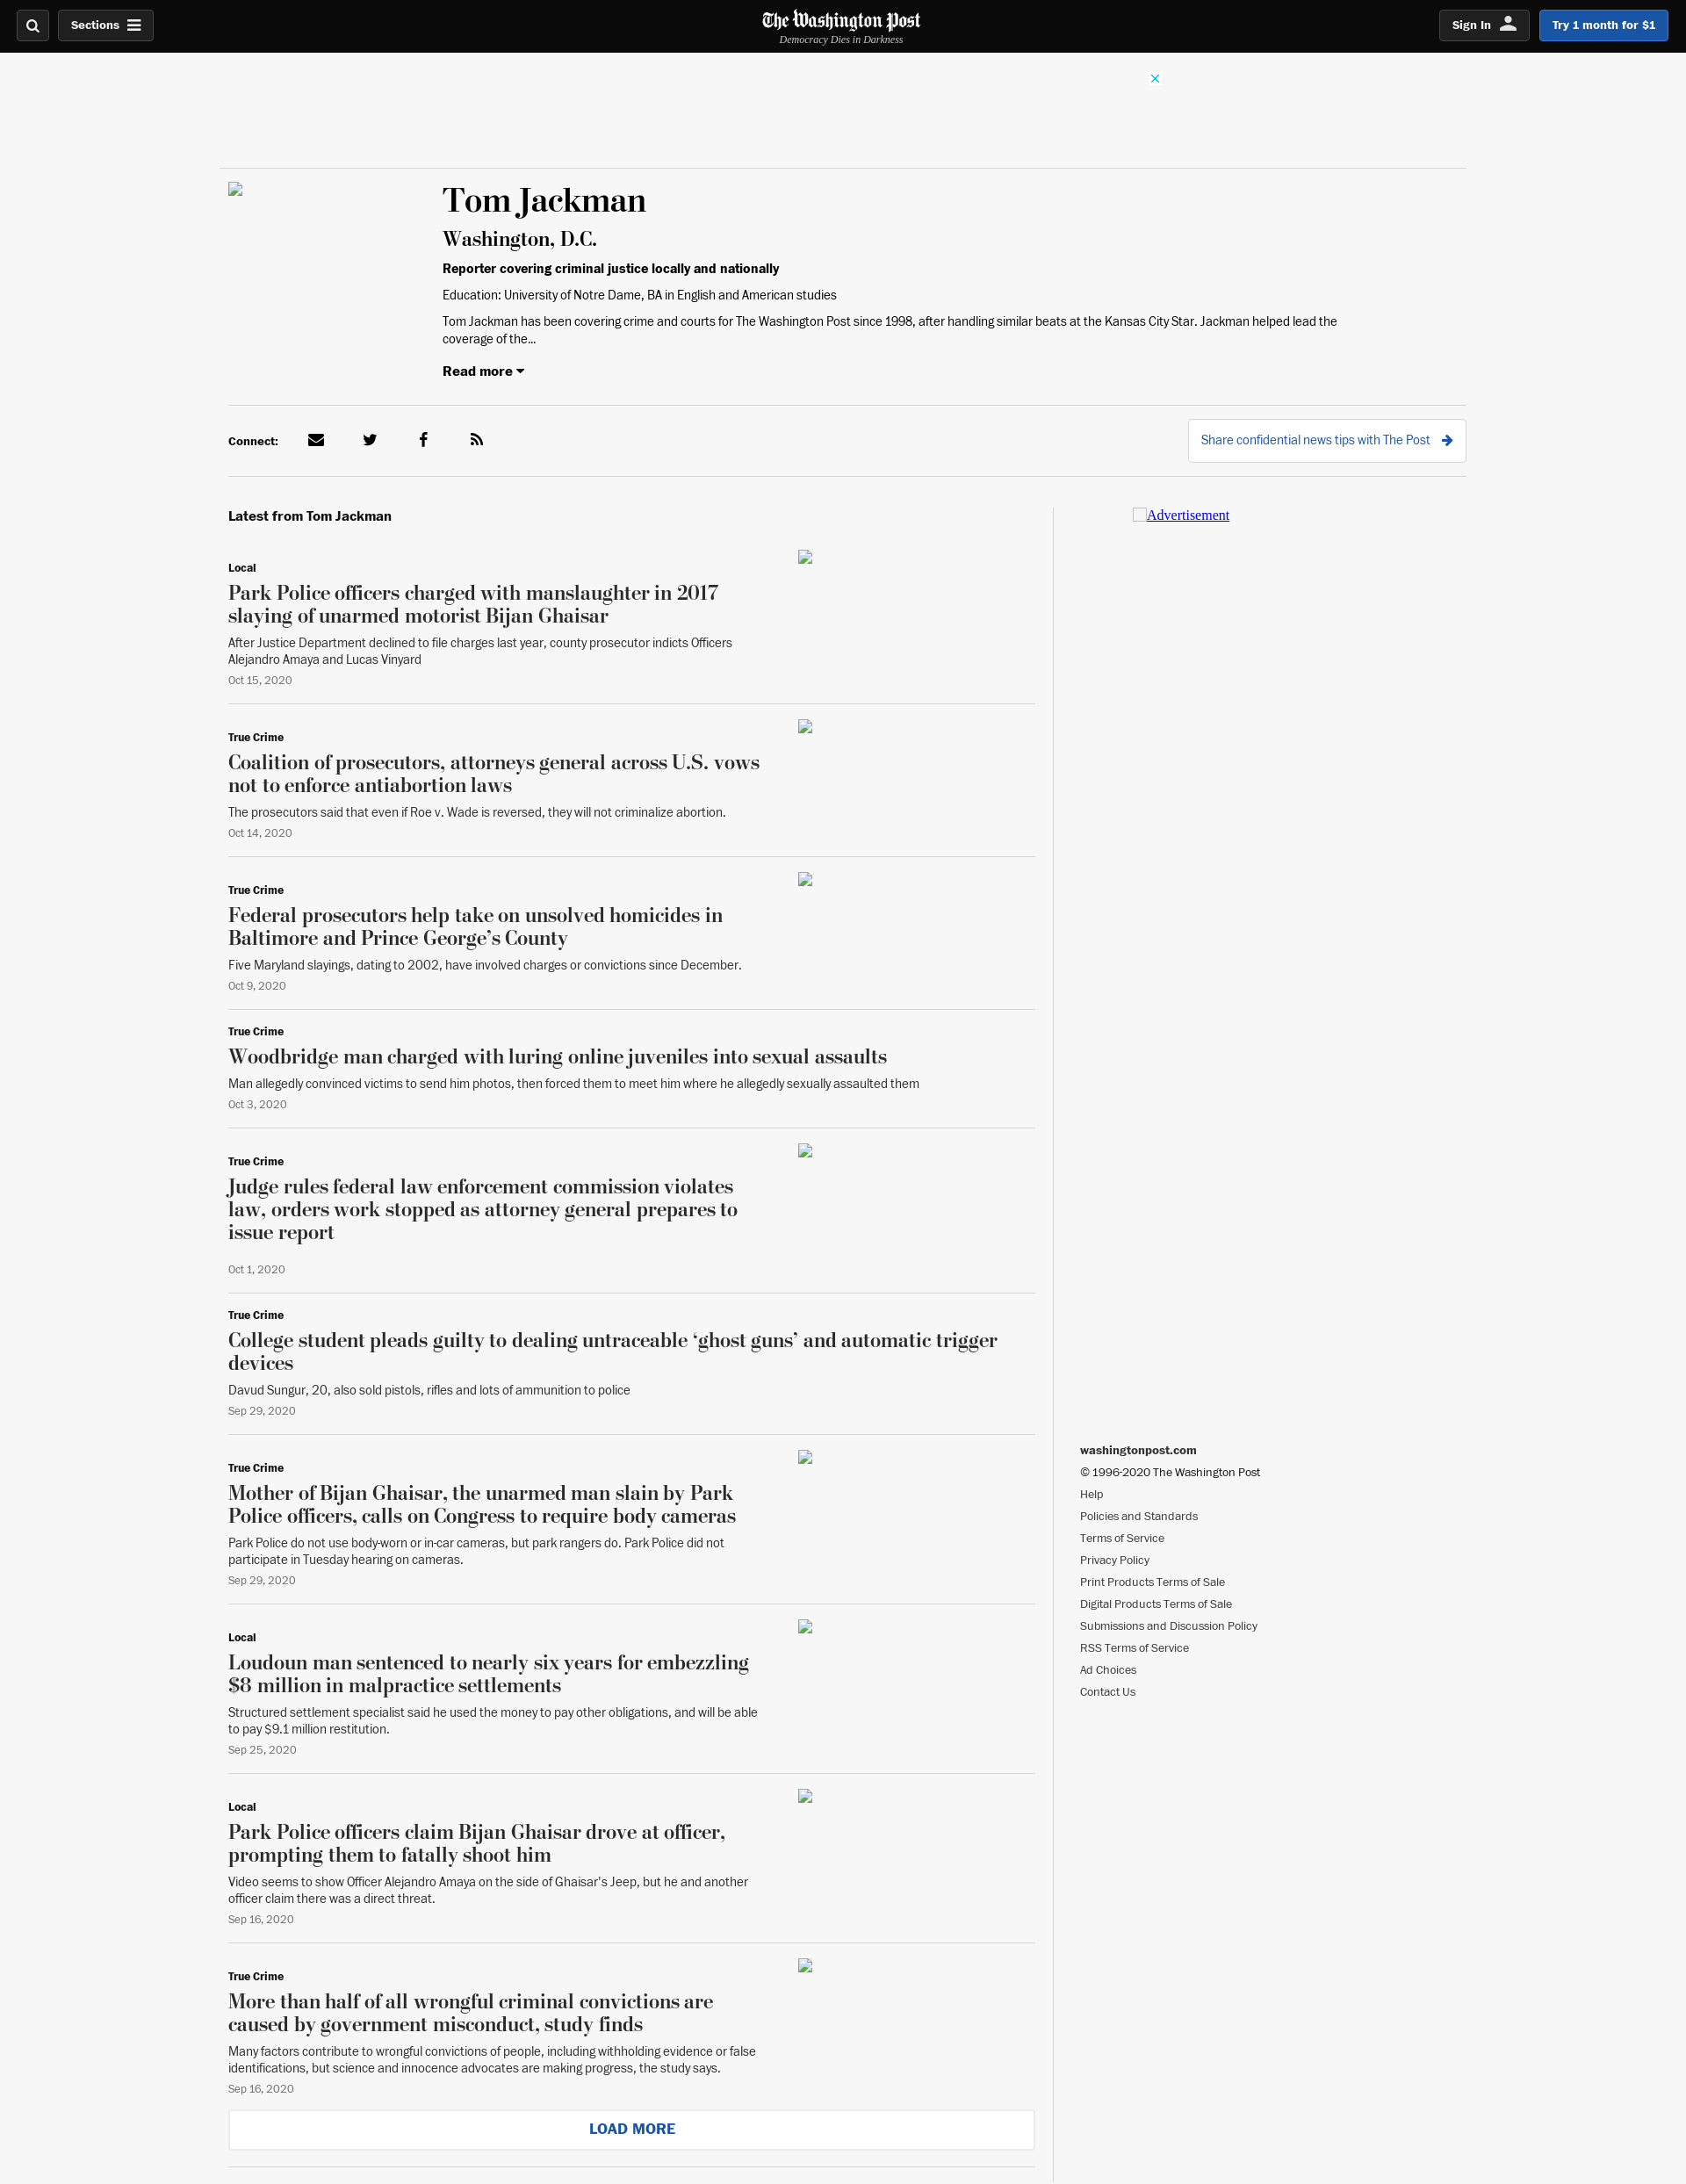 Sections
The Washington Post
Democracy Dies in Darkness
Sign In
Try 1 month for $1
Tom Jackman
Washington, D.C.
Reporter covering criminal justice locally and nationally
Education: University of Notre Dame, BA in English and American studies
Tom Jackman has been covering crime and courts for The Washington Post since 1998, after handling similar beats at the Kansas City Star. Jackman helped lead the
coverage of the...
Read more
Connect:
Share confidential news tips with The Post
Latest from Tom Jackman
Local
Park Police officers charged with manslaughter in 2017
slaying of unarmed motorist Bijan Ghaisar
After Justice Department declined to file charges last year, county prosecutor indicts Officers
Alejandro Amaya and Lucas Vinyard
Oct 15, 2020
True Crime
Coalition of prosecutors, attorneys general across U.S. vows
not to enforce antiabortion laws
The prosecutors said that even if Roe v. Wade is reversed, they will not criminalize abortion.
Oct 14, 2020
True Crime
Federal prosecutors help take on unsolved homicides in
Baltimore and Prince George’s County
Five Maryland slayings, dating to 2002, have involved charges or convictions since December.
Oct 9, 2020
True Crime
Woodbridge man charged with luring online juveniles into sexual assaults
Man allegedly convinced victims to send him photos, then forced them to meet him where he allegedly sexually assaulted them
Oct 3, 2020
True Crime
Judge rules federal law enforcement commission violates
law, orders work stopped as attorney general prepares to
issue report
Oct 1, 2020
True Crime
College student pleads guilty to dealing untraceable ‘ghost guns’ and automatic trigger
devices
Davud Sungur, 20, also sold pistols, rifles and lots of ammunition to police
Sep 29, 2020
True Crime
Mother of Bijan Ghaisar, the unarmed man slain by Park
Police officers, calls on Congress to require body cameras
Park Police do not use body-worn or in-car cameras, but park rangers do. Park Police did not
participate in Tuesday hearing on cameras.
Sep 29, 2020
Local
Loudoun man sentenced to nearly six years for embezzling
$8 million in malpractice settlements
Structured settlement specialist said he used the money to pay other obligations, and will be able
to pay $9.1 million restitution.
Sep 25, 2020
Local
Park Police officers claim Bijan Ghaisar drove at officer,
prompting them to fatally shoot him
Video seems to show Officer Alejandro Amaya on the side of Ghaisar's Jeep, but he and another
officer claim there was a direct threat.
Sep 16, 2020
True Crime
More than half of all wrongful criminal convictions are
caused by government misconduct, study finds
Many factors contribute to wrongful convictions of people, including withholding evidence or false
identifications, but science and innocence advocates are making progress, the study says.
Sep 16, 2020
LOAD MORE
Advertisement
washingtonpost.com
© 1996-2020 The Washington Post
Help
Policies and Standards
Terms of Service
Privacy Policy
Print Products Terms of Sale
Digital Products Terms of Sale
Submissions and Discussion Policy
RSS Terms of Service
Ad Choices
Contact Us